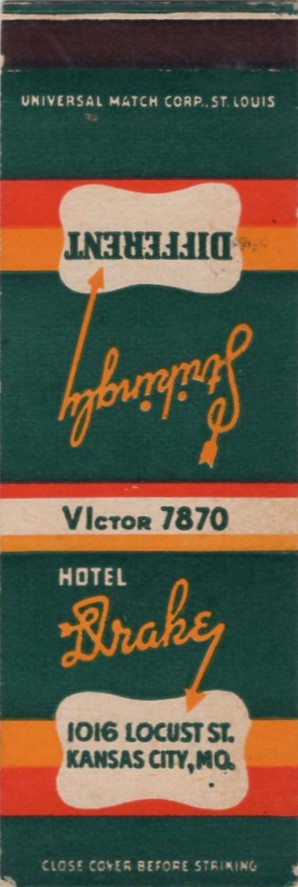 UNIVERSAL MATCH CORP., ST. LOUIS
Strikingly
DIFFERENT
VICTOR 7870
HOTEL
Drake
1016 LOCUST ST.
KANSAS CITY, MO.
CLOSE COVER BEFORE STRIKING